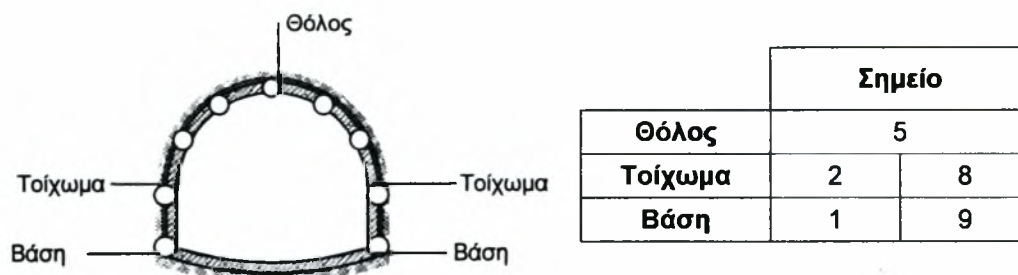 Θόλος
Τοίχωμα Τοίχωμα
Βάση Βάση
Σημείο
Θόλος 5
Τοίχωμα 2 8
Βάση 1 9